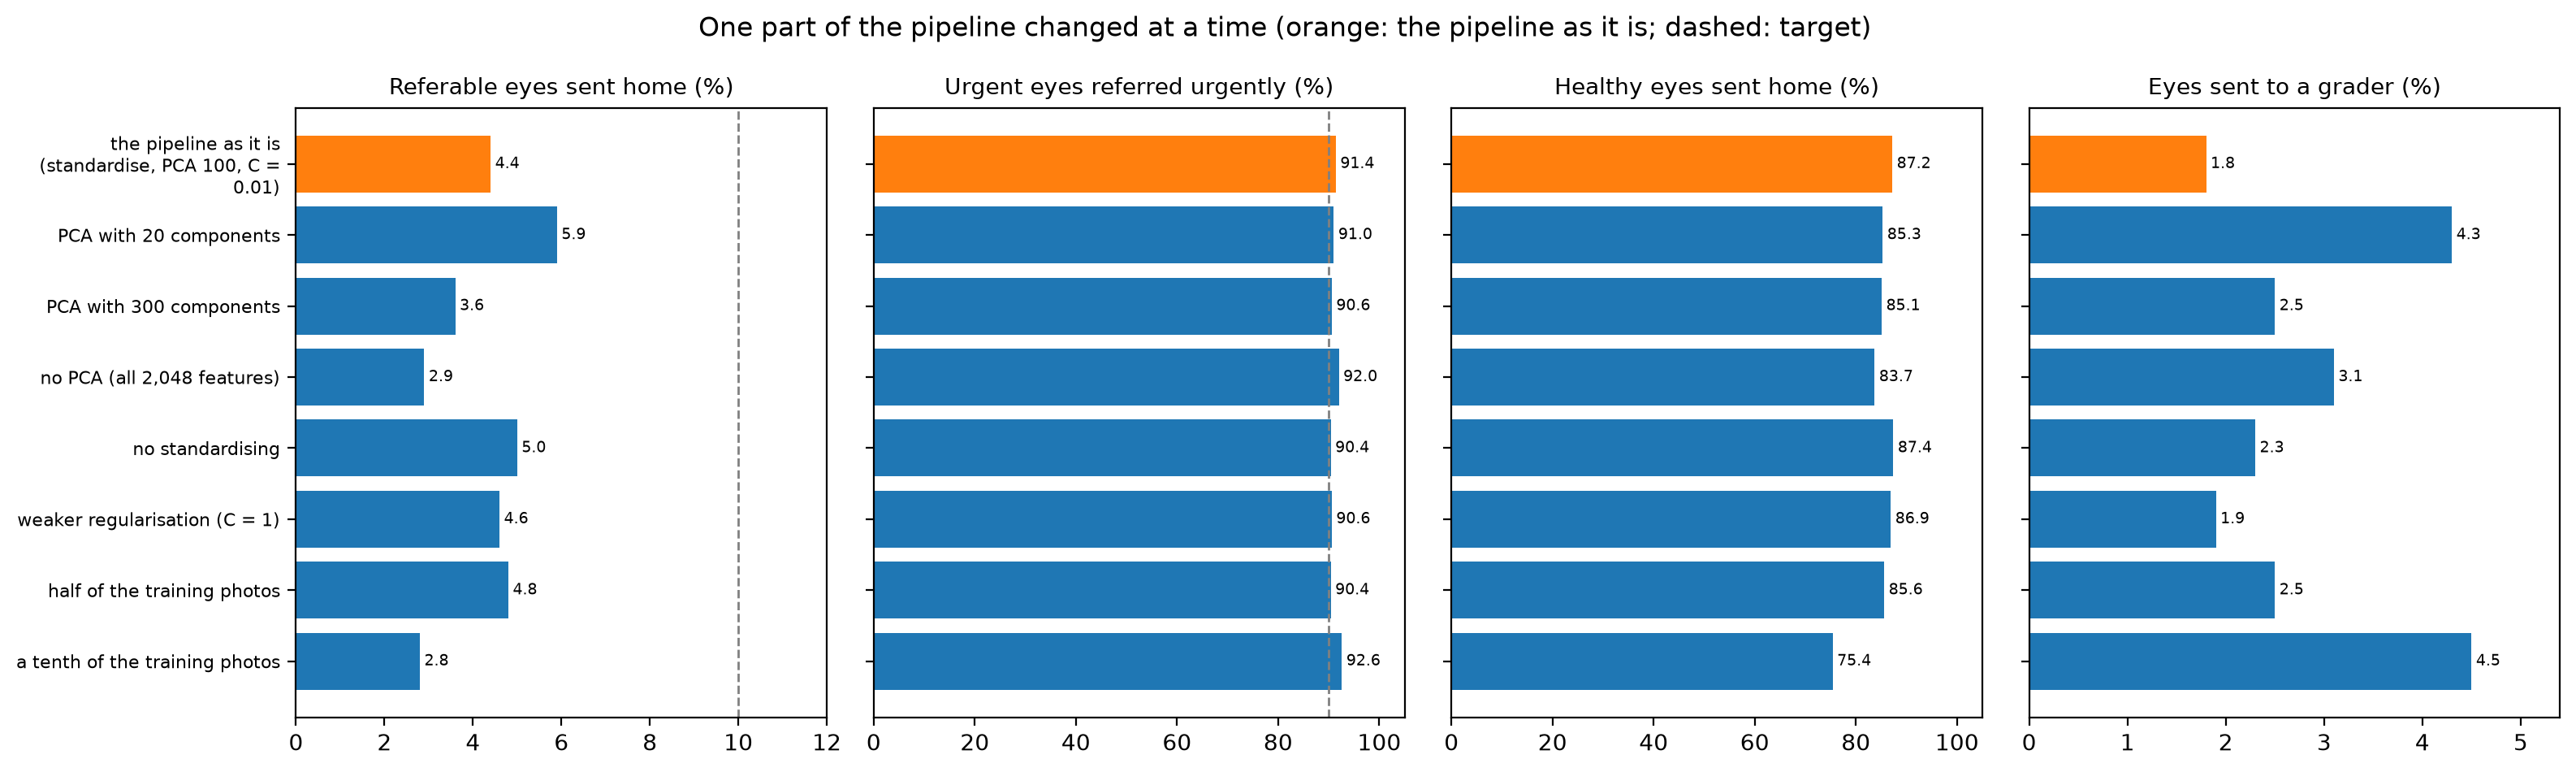 One part of the pipeline changed at a time (orange: the pipeline as it is; dashed: target)
Referable eyes sent home (%)
Urgent eyes referred urgently (%)
Healthy eyes sent home (%)
Eyes sent to a grader (%)
the pipeline as it is
(standardise, PCA 100, C =
0.01)
4.4
91.4
87.2
1.8
PCA with 20 components
5.9
91.0
85.3
4.3
PCA with 300 components
3.6
90.6
85.1
2.5
no PCA (all 2,048 features)
2.9
92.0
83.7
3.1
no standardising
5.0
90.4
87.4
2.3
weaker regularisation (C = 1)
4.6
90.6
86.9
1.9
half of the training photos
4.8
90.4
85.6
2.5
a tenth of the training photos
2.8
92.6
75.4
4.5
0 2 4 6 8 10 12
0 20 40 60 80 100
0 20 40 60 80 100
0 1 2 3 4 5